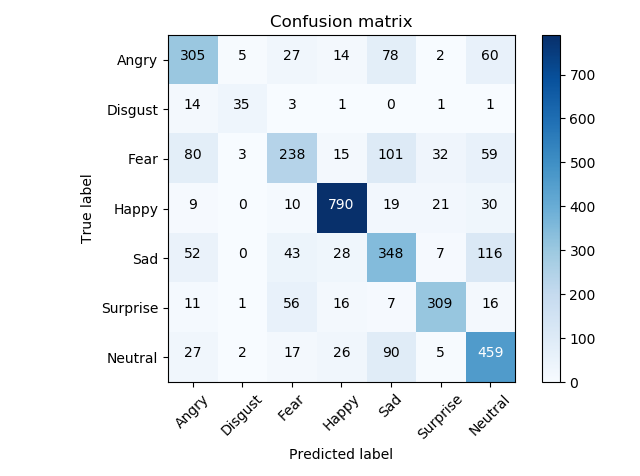 Confusion matrix
Angry 305 5 27 14 78 2 60
Disgust 14 35 3 1 0 1 1
Fear 80 3 238 15 101 32 59
Happy 9 0 10 790 19 21 30
Sad 52 0 43 28 348 7 116
Surprise 11 1 56 16 7 309 16
Neutral 27 2 17 26 90 5 459
Angry Disgust Fear Happy Sad Surprise Neutral
True label
Predicted label
700
600
500
400
300
200
100
0